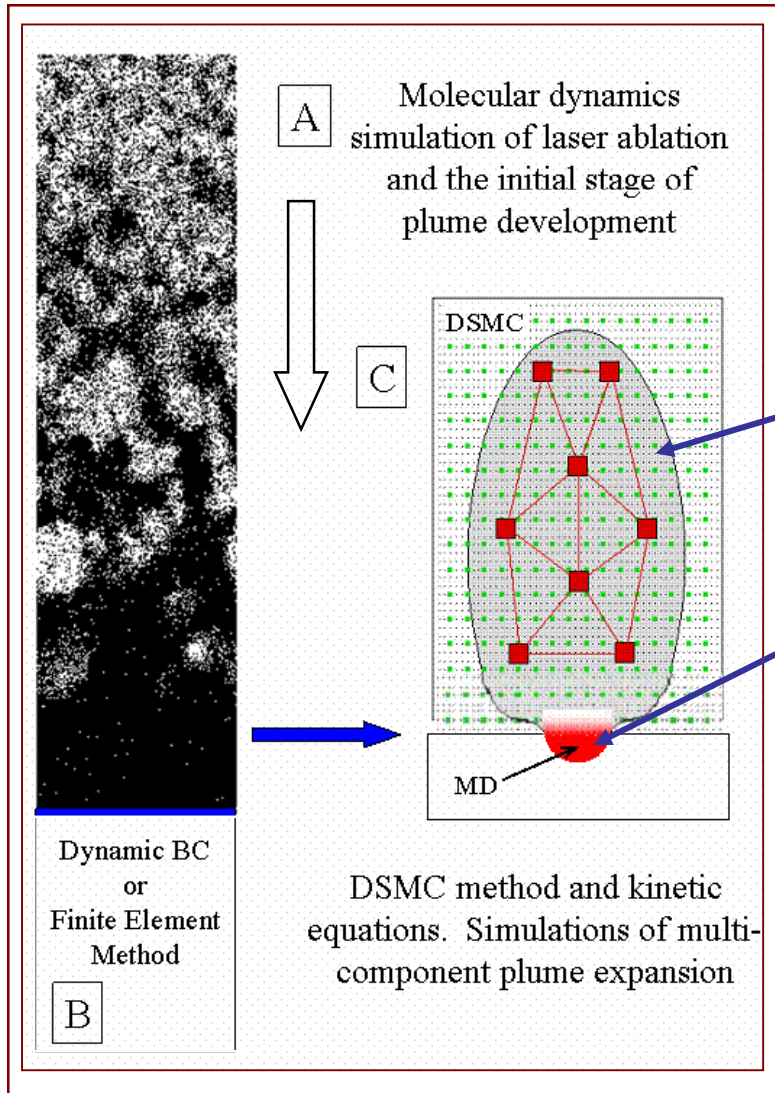 A
Molecular dynamics
simulation of laser ablation
and the initial stage of
plume development
C
DSMC
MD
Dynamic BC
or
Finite Element
Method
B
DSMC method and kinetic
equations. Simulations of multi-
component plume expansion